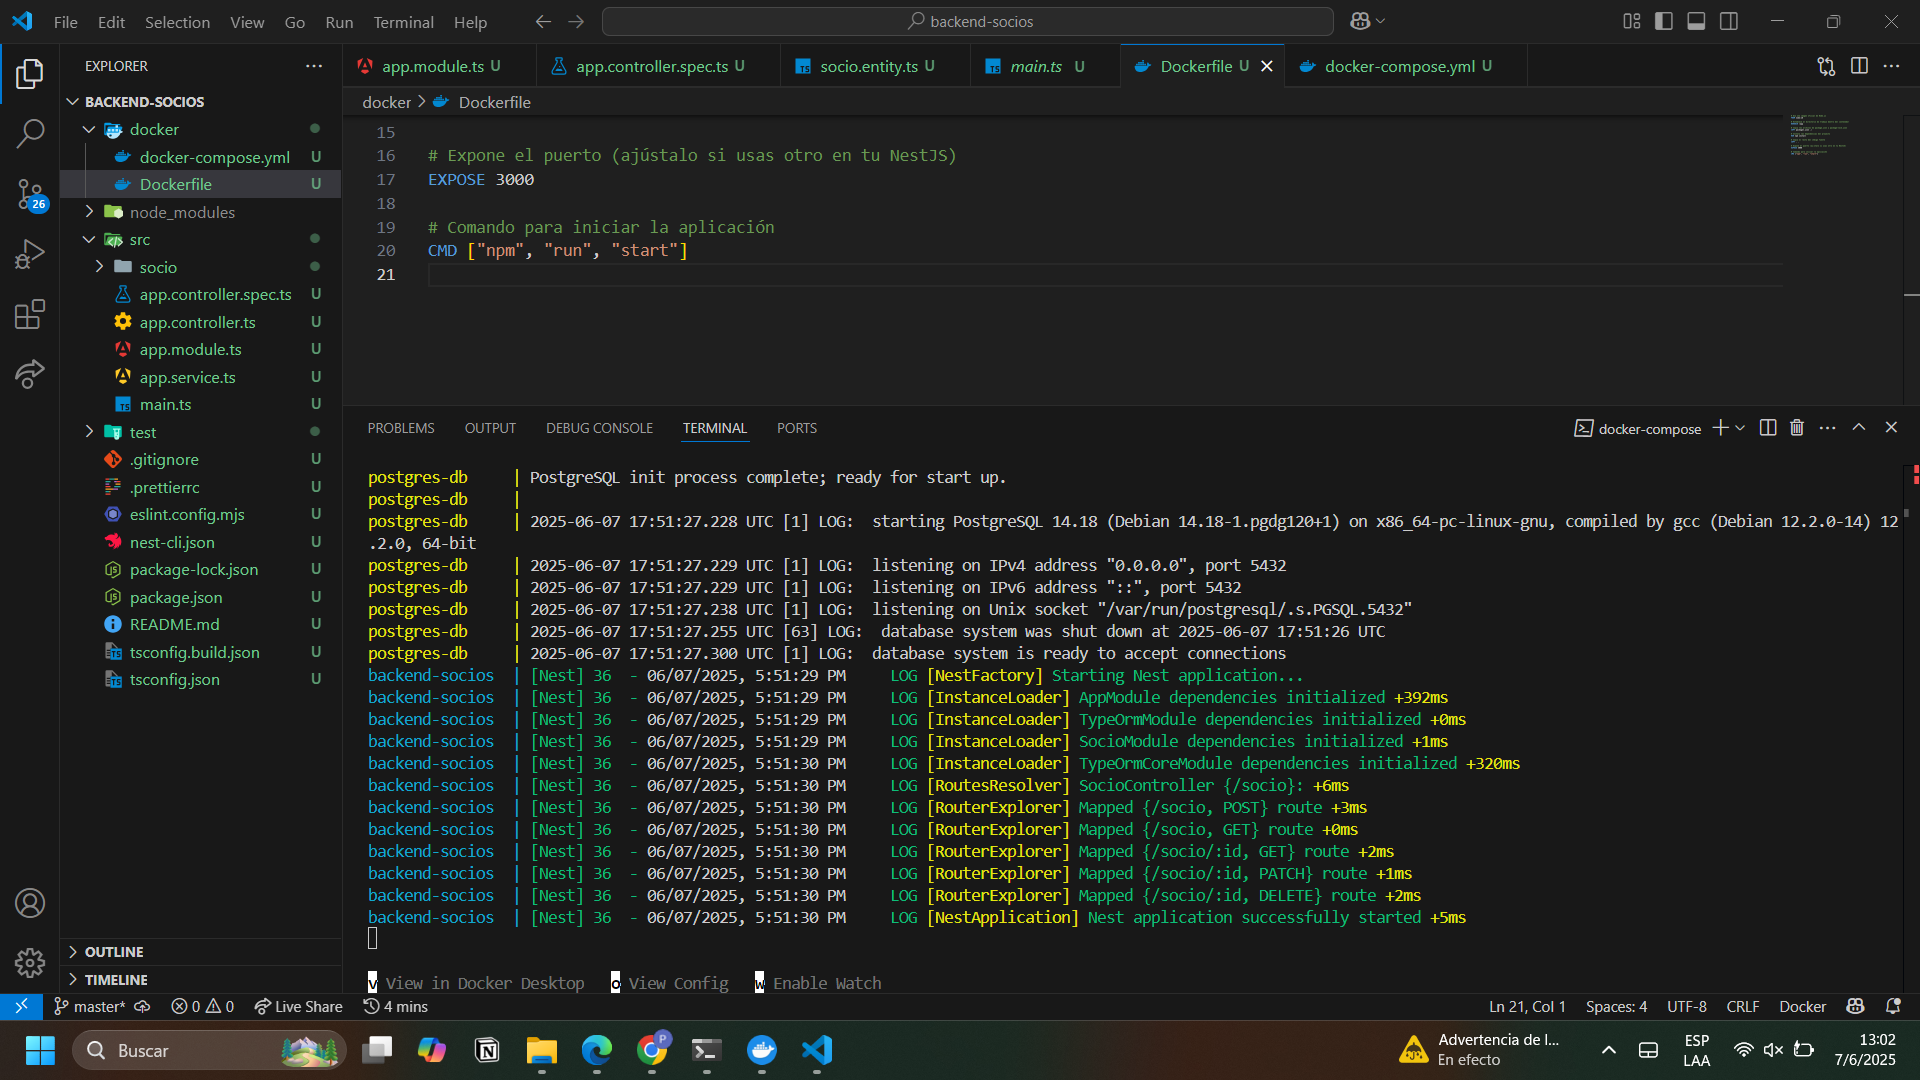 File Edit Selection View Go Run Terminal Help
backend-socios
EXPLORER
BACKEND-SOCIOS
docker
docker-compose.yml U
Dockerfile U
node_modules
src
socio
app.controller.spec.ts U
app.controller.ts U
app.module.ts U
app.service.ts U
main.ts U
test
.gitignore U
.prettierrc U
eslint.config.mjs U
nest-cli.json U
package-lock.json U
package.json U
README.md U
tsconfig.build.json U
tsconfig.json U
OUTLINE
TIMELINE
26
app.module.ts U app.controller.spec.ts U socio.entity.ts U main.ts U Dockerfile U docker-compose.yml U
docker > Dockerfile
15
16 # Expone el puerto (ajústalo si usas otro en tu NestJS)
17 EXPOSE 3000
18
19 # Comando para iniciar la aplicación
20 CMD ["npm", "run", "start"]
21
PROBLEMS OUTPUT DEBUG CONSOLE TERMINAL PORTS
docker-compose
postgres-db | PostgreSQL init process complete; ready for start up.
postgres-db |
postgres-db | 2025-06-07 17:51:27.228 UTC [1] LOG: starting PostgreSQL 14.18 (Debian 14.18-1.pgdg120+1) on x86_64-pc-linux-gnu, compiled by gcc (Debian 12.2.0-14) 12
.2.0, 64-bit
postgres-db | 2025-06-07 17:51:27.229 UTC [1] LOG: listening on IPv4 address "0.0.0.0", port 5432
postgres-db | 2025-06-07 17:51:27.229 UTC [1] LOG: listening on IPv6 address "::", port 5432
postgres-db | 2025-06-07 17:51:27.238 UTC [1] LOG: listening on Unix socket "/var/run/postgresql/.s.PGSQL.5432"
postgres-db | 2025-06-07 17:51:27.255 UTC [63] LOG: database system was shut down at 2025-06-07 17:51:26 UTC
postgres-db | 2025-06-07 17:51:27.300 UTC [1] LOG: database system is ready to accept connections
backend-socios | [Nest] 36 - 06/07/2025, 5:51:29 PM LOG [NestFactory] Starting Nest application...
backend-socios | [Nest] 36 - 06/07/2025, 5:51:29 PM LOG [InstanceLoader] AppModule dependencies initialized +392ms
backend-socios | [Nest] 36 - 06/07/2025, 5:51:29 PM LOG [InstanceLoader] TypeOrmModule dependencies initialized +0ms
backend-socios | [Nest] 36 - 06/07/2025, 5:51:29 PM LOG [InstanceLoader] SocioModule dependencies initialized +1ms
backend-socios | [Nest] 36 - 06/07/2025, 5:51:30 PM LOG [InstanceLoader] TypeOrmCoreModule dependencies initialized +320ms
backend-socios | [Nest] 36 - 06/07/2025, 5:51:30 PM LOG [RoutesResolver] SocioController {/socio}: +6ms
backend-socios | [Nest] 36 - 06/07/2025, 5:51:30 PM LOG [RouterExplorer] Mapped {/socio, POST} route +3ms
backend-socios | [Nest] 36 - 06/07/2025, 5:51:30 PM LOG [RouterExplorer] Mapped {/socio, GET} route +0ms
backend-socios | [Nest] 36 - 06/07/2025, 5:51:30 PM LOG [RouterExplorer] Mapped {/socio/:id, GET} route +2ms
backend-socios | [Nest] 36 - 06/07/2025, 5:51:30 PM LOG [RouterExplorer] Mapped {/socio/:id, PATCH} route +1ms
backend-socios | [Nest] 36 - 06/07/2025, 5:51:30 PM LOG [RouterExplorer] Mapped {/socio/:id, DELETE} route +2ms
backend-socios | [Nest] 36 - 06/07/2025, 5:51:30 PM LOG [NestApplication] Nest application successfully started +5ms
v View in Docker Desktop o View Config w Enable Watch
master* 0 0 Live Share 4 mins Ln 21, Col 1 Spaces: 4 UTF-8 CRLF Docker
Buscar
Advertencia de l...
En efecto
ESP
LAA
13:02
7/6/2025